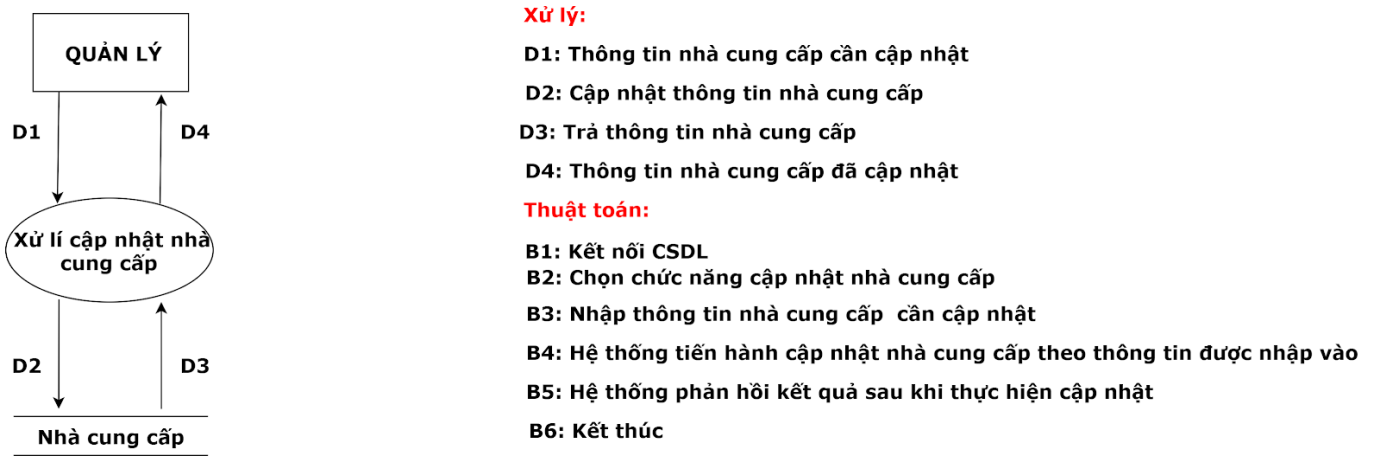 QUẢN LÝ
D1
D4
Xử lí cập nhật nhà
cung cấp
D2
D3
Nhà cung cấp
Xử lý:
D1: Thông tin nhà cung cấp cần cập nhật
D2: Cập nhật thông tin nhà cung cấp
D3: Trả thông tin nhà cung cấp
D4: Thông tin nhà cung cấp đã cập nhật
Thuật toán:
B1: Kết nối CSDL
B2: Chọn chức năng cập nhật nhà cung cấp
B3: Nhập thông tin nhà cung cấp cần cập nhật
B4: Hệ thống tiến hành cập nhật nhà cung cấp theo thông tin được nhập vào
B5: Hệ thống phản hồi kết quả sau khi thực hiện cập nhật
B6: Kết thúc